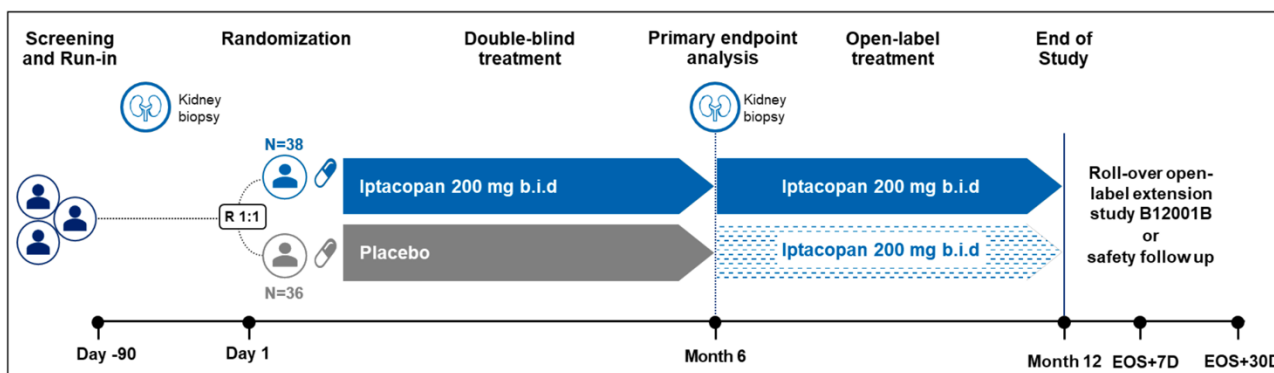 Screening
and Run-in
Randomization
Double-blind
treatment
Primary endpoint
analysis
Open-label
treatment
End of
Study
Kidney
biopsy
Kidney
biopsy
N=38
Iptacopan 200 mg b.i.d
Iptacopan 200 mg b.i.d
R 1:1
Placebo
Iptacopan 200 mg b.i.d
N=36
Roll-over open-
label extension
study B12001B
or
safety follow up
Day -90
Day 1
Month 6
Month 12
EOS+7D
EOS+30D